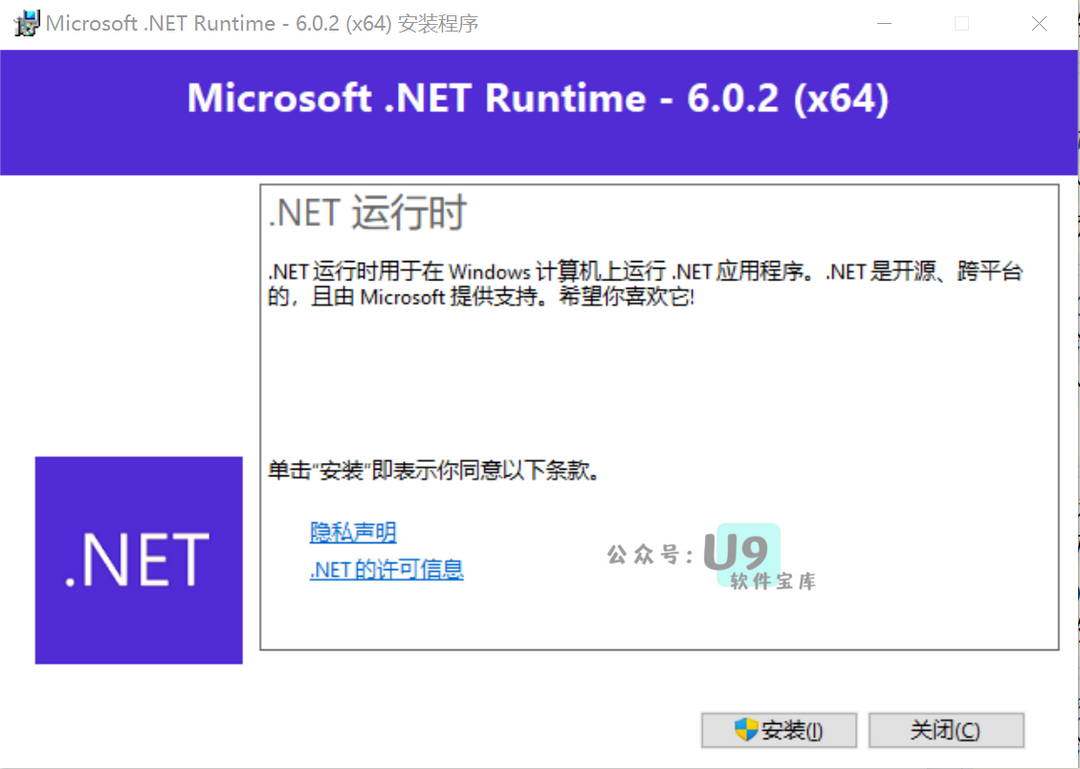 Microsoft .NET Runtime - 6.0.2 (x64) 安装程序
Microsoft .NET Runtime - 6.0.2 (x64)
.NET 运行时
.NET 运行时用于在 Windows 计算机上运行 .NET 应用程序。.NET 是开源、跨平台
的，且由 Microsoft 提供支持。希望你喜欢它!
单击“安装”即表示你同意以下条款。
隐私声明
.NET 的许可信息
.NET
公众号: U9
软件宝库
安装(I)
关闭(C)